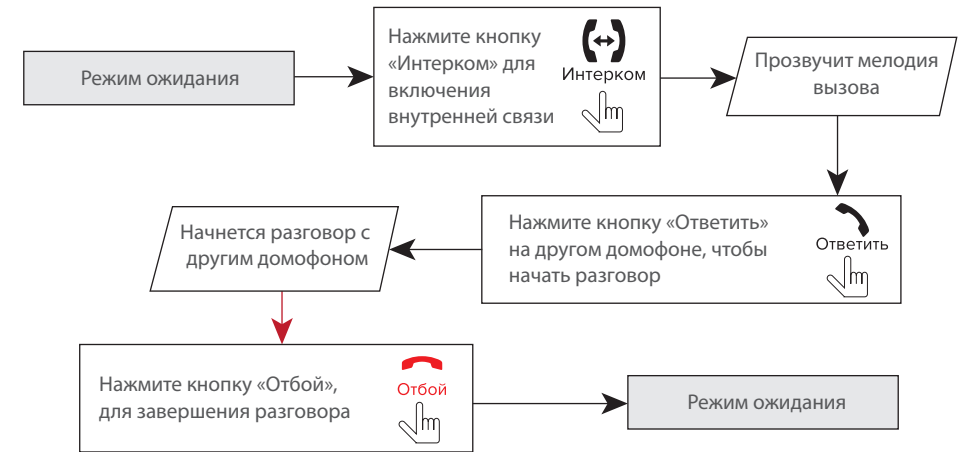 Режим ожидания
Нажмите кнопку
«Интерком» для
включения
внутренней связи
Интерком
Прозвучит мелодия
вызова
Нажмите кнопку «Ответить»
на другом домофоне, чтобы
начать разговор
Ответить
Начнется разговор с
другим домофоном
Нажмите кнопку «Отбой»,
для завершения разговора
Отбой
Режим ожидания